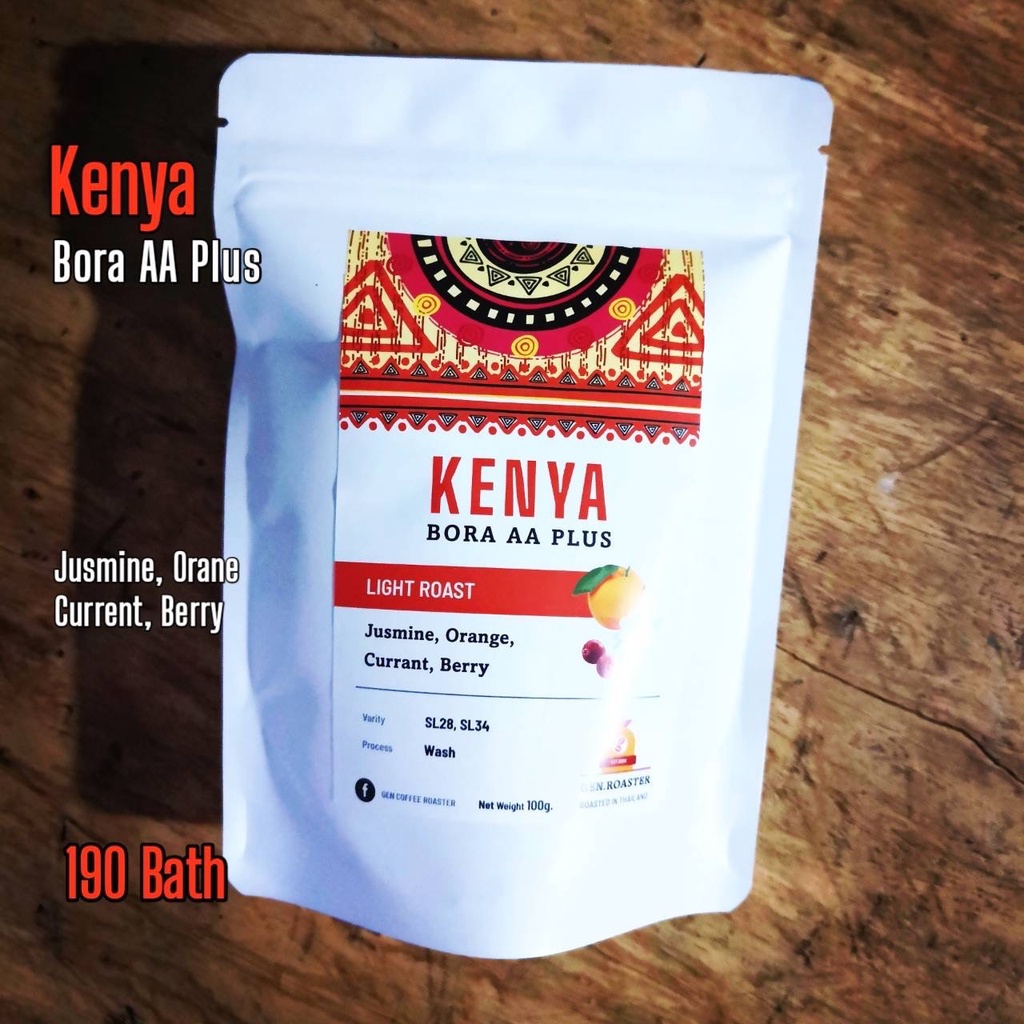 Kenya
Bora AA Plus
Jusmine, Orane
Current, Berry
190 Bath
KENYA
BORA AA PLUS
LIGHT ROAST
Jusmine, Orange,
Currant, Berry
Varity SL28, SL34
Process Wash
GEN COFFEE ROASTER
Net Weight 100g.
GEN.ROASTER
ROASTED IN THAILAND